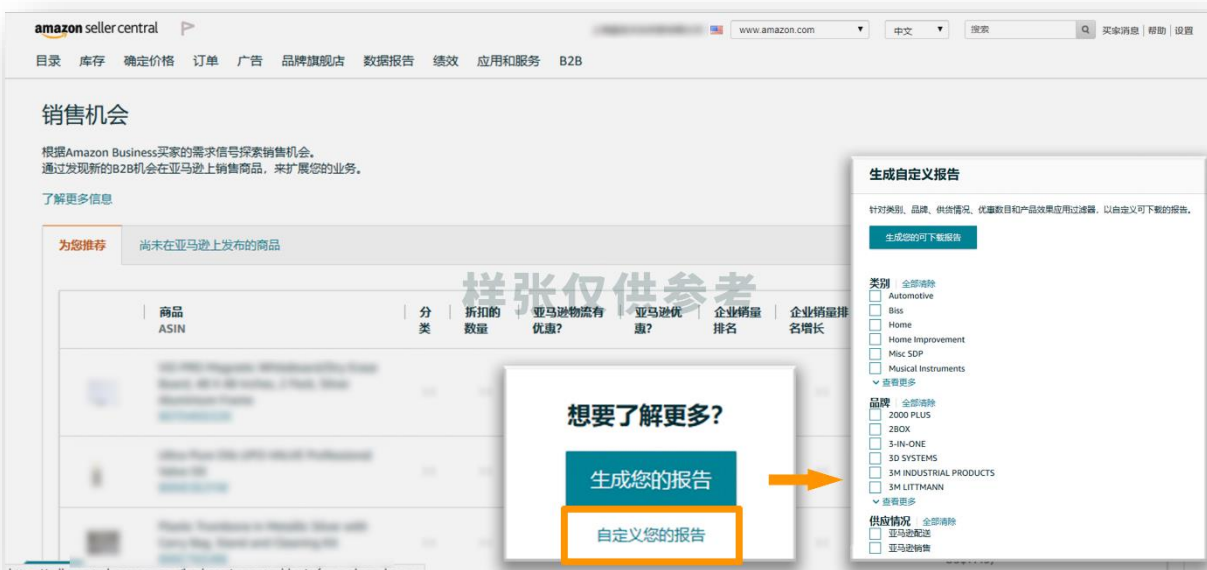 amazon seller central
www.amazon.com
中文
搜索
买家消息 | 帮助 | 设置
目录 库存 确定价格 订单 广告 品牌旗舰店 数据报告 绩效 应用和服务 B2B
销售机会
根据Amazon Business买家的需求信号探索销售机会。
通过发现新的B2B机会在亚马逊上销售商品，来扩展您的业务。
了解更多信息
为您推荐 尚未在亚马逊上发布的商品
样张仅供参考
商品
ASIN
分类
折扣的数量
亚马逊物流有优惠?
亚马逊优惠?
企业销量排名
企业销量排名增长
想要了解更多?
生成您的报告
自定义您的报告
生成自定义报告
针对类别、品牌、供货情况、优惠数目和产品效果应用过滤器，以自定义可下载的报告。
生成您的可下载报告
类别 | 全部清除
Automotive
Biss
Home
Home Improvement
Misc SDP
Musical Instruments
查看更多
品牌 | 全部清除
2000 PLUS
2BOX
3-IN-ONE
3D SYSTEMS
3M INDUSTRIAL PRODUCTS
3M LITTMANN
查看更多
供应情况 | 全部清除
亚马逊配送
亚马逊销售